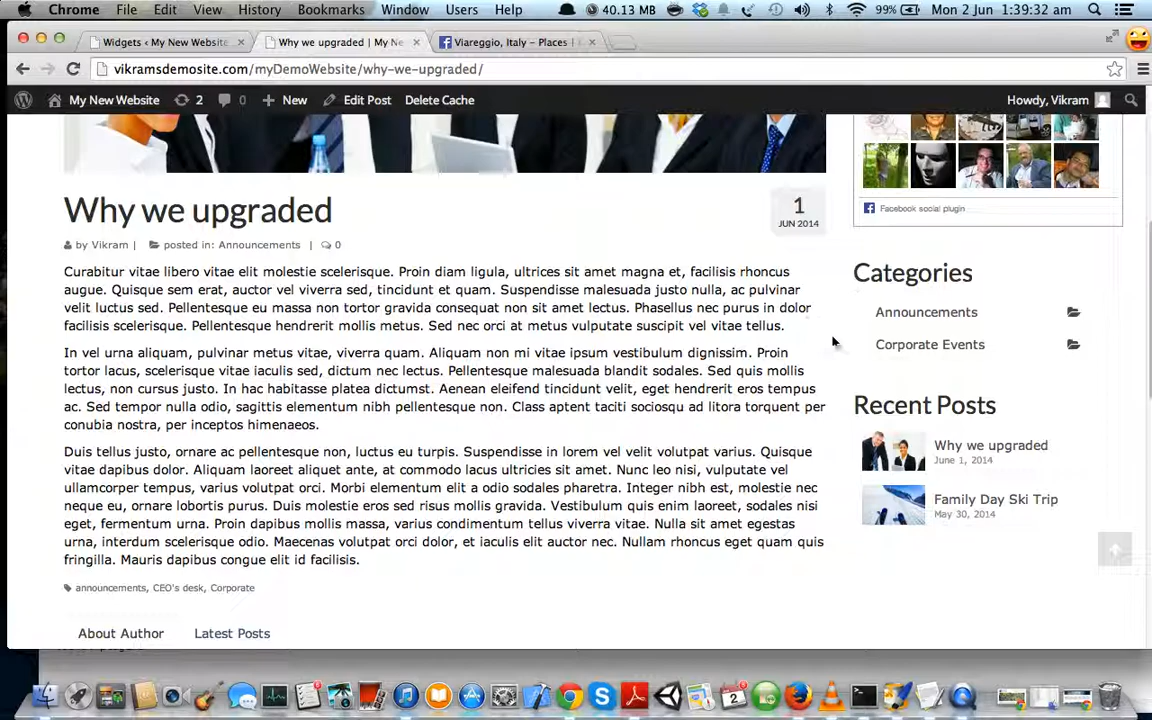 Chrome File Edit View History Bookmarks Window Users Help 40.13 MB 99% Mon 2 Jun 1:39:32 am
Widgets ‹ My New Website
Why we upgraded | My Ne
Viareggio, Italy – Places |
vikramsdemosite.com/myDemoWebsite/why-we-upgraded/
My New Website 2 0 New Edit Post Delete Cache Howdy, Vikram
Facebook social plugin
Why we upgraded
1
JUN 2014
by Vikram | posted in: Announcements | 0
Curabitur vitae libero vitae elit molestie scelerisque. Proin diam ligula, ultrices sit amet magna et, facilisis rhoncus
augue. Quisque sem erat, auctor vel viverra sed, tincidunt et quam. Suspendisse malesuada justo nulla, ac pulvinar
velit luctus sed. Pellentesque eu massa non tortor gravida consequat non sit amet lectus. Phasellus nec purus in dolor
facilisis scelerisque. Pellentesque hendrerit mollis metus. Sed nec orci at metus vulputate suscipit vel vitae tellus.
In vel urna aliquam, pulvinar metus vitae, viverra quam. Aliquam non mi vitae ipsum vestibulum dignissim. Proin
tortor lacus, scelerisque vitae iaculis sed, dictum nec lectus. Pellentesque malesuada blandit sodales. Sed quis mollis
lectus, non cursus justo. In hac habitasse platea dictumst. Aenean eleifend tincidunt velit, eget hendrerit eros tempus
ac. Sed tempor nulla odio, sagittis elementum nibh pellentesque non. Class aptent taciti sociosqu ad litora torquent per
conubia nostra, per inceptos himenaeos.
Duis tellus justo, ornare ac pellentesque non, luctus eu turpis. Suspendisse in lorem vel velit volutpat varius. Quisque
vitae dapibus dolor. Aliquam laoreet aliquet ante, at commodo lacus ultricies sit amet. Nunc leo nisi, vulputate vel
ullamcorper tempus, varius volutpat orci. Morbi elementum elit a odio sodales pharetra. Integer nibh est, molestie nec
neque eu, ornare lobortis purus. Duis molestie eros sed risus mollis gravida. Vestibulum quis enim laoreet, sodales nisi
eget, fermentum urna. Proin dapibus mollis massa, varius condimentum tellus viverra vitae. Nulla sit amet egestas
urna, interdum scelerisque odio. Maecenas volutpat orci dolor, et iaculis elit auctor nec. Nullam rhoncus eget quam quis
fringilla. Mauris dapibus congue elit id facilisis.
announcements, CEO's desk, Corporate
About Author Latest Posts
Categories
Announcements
Corporate Events
Recent Posts
Why we upgraded
June 1, 2014
Family Day Ski Trip
May 30, 2014